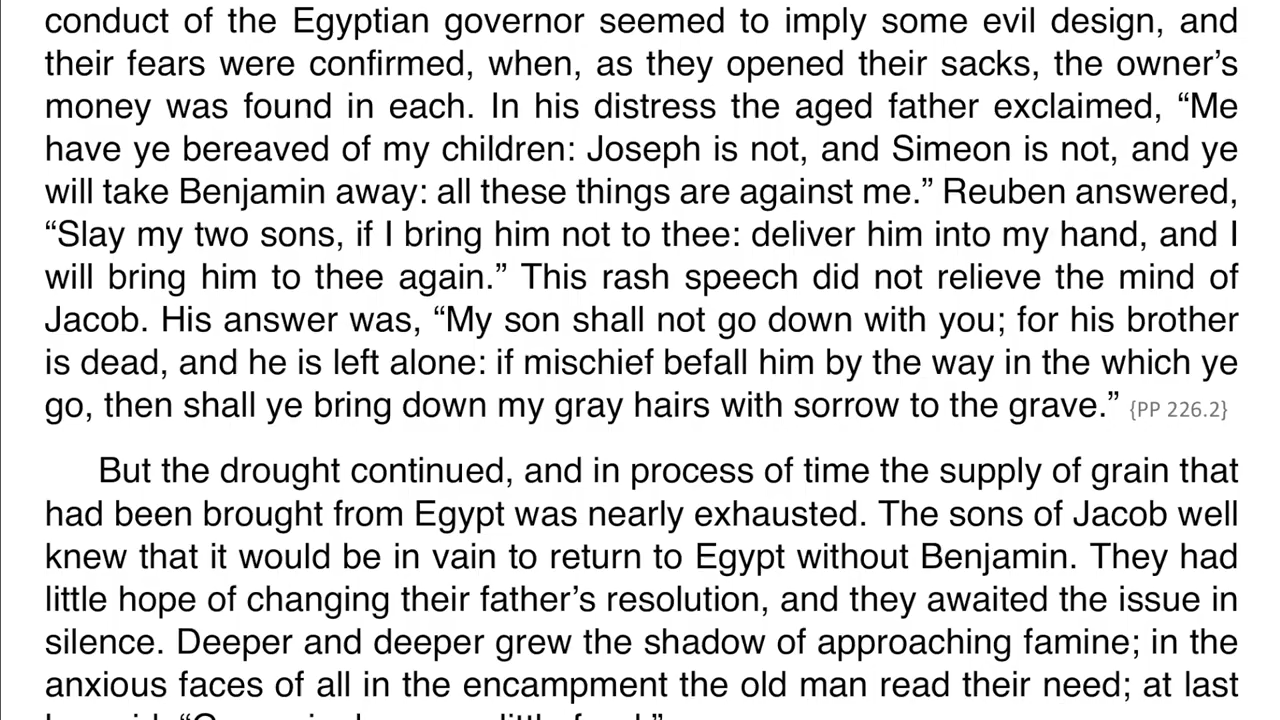 conduct of the Egyptian governor seemed to imply some evil design, and
their fears were confirmed, when, as they opened their sacks, the owner’s
money was found in each. In his distress the aged father exclaimed, “Me
have ye bereaved of my children: Joseph is not, and Simeon is not, and ye
will take Benjamin away: all these things are against me.” Reuben answered,
“Slay my two sons, if I bring him not to thee: deliver him into my hand, and I
will bring him to thee again.” This rash speech did not relieve the mind of
Jacob. His answer was, “My son shall not go down with you; for his brother
is dead, and he is left alone: if mischief befall him by the way in the which ye
go, then shall ye bring down my gray hairs with sorrow to the grave.” {PP 226.2}
But the drought continued, and in process of time the supply of grain that
had been brought from Egypt was nearly exhausted. The sons of Jacob well
knew that it would be in vain to return to Egypt without Benjamin. They had
little hope of changing their father’s resolution, and they awaited the issue in
silence. Deeper and deeper grew the shadow of approaching famine; in the
anxious faces of all in the encampment the old man read their need; at last